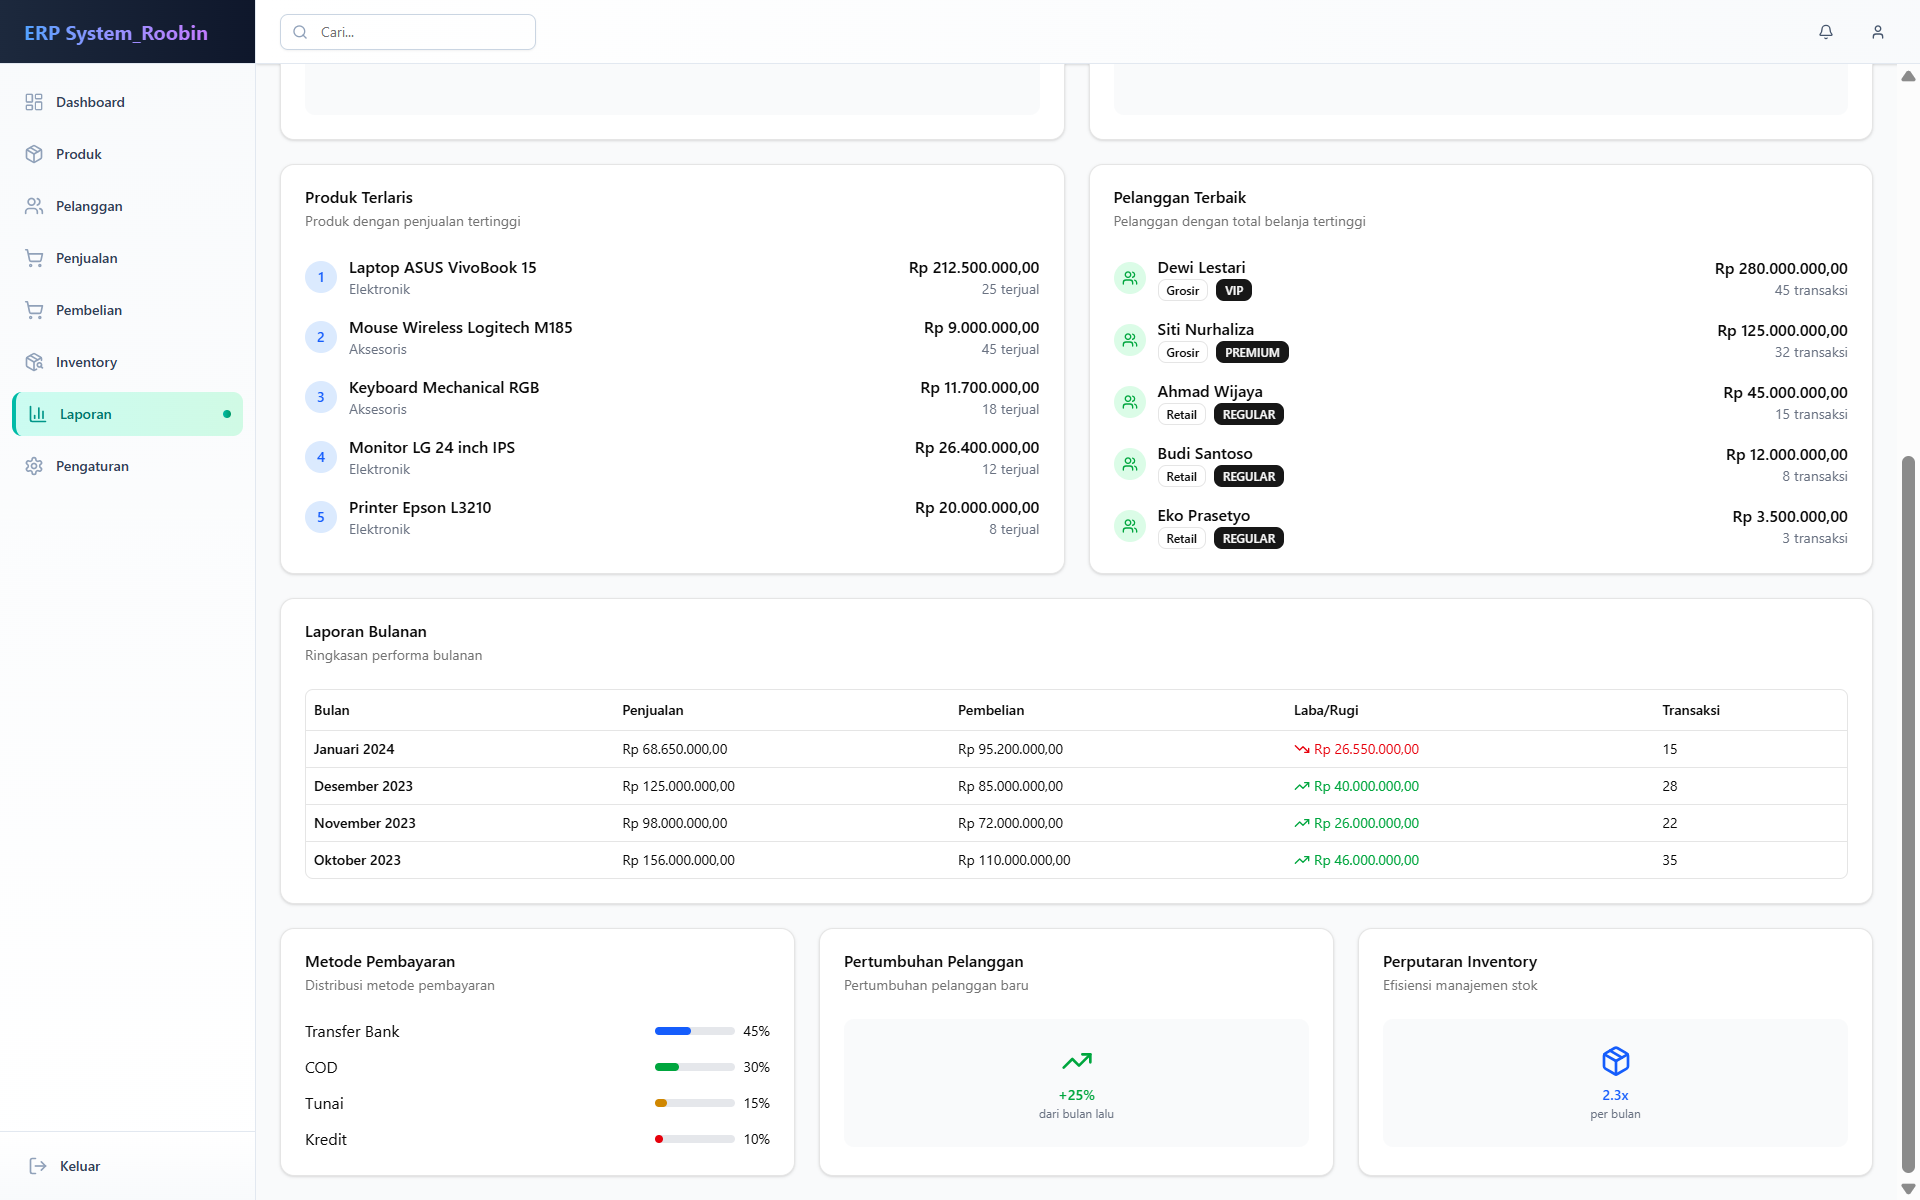 ERP System_Roobin
Cari...
Dashboard
Produk
Pelanggan
Penjualan
Pembelian
Inventory
Laporan
Pengaturan
Keluar
Produk Terlaris
Produk dengan penjualan tertinggi
1 Laptop ASUS VivoBook 15 Rp 212.500.000,00
Elektronik 25 terjual
2 Mouse Wireless Logitech M185 Rp 9.000.000,00
Aksesoris 45 terjual
3 Keyboard Mechanical RGB Rp 11.700.000,00
Aksesoris 18 terjual
4 Monitor LG 24 inch IPS Rp 26.400.000,00
Elektronik 12 terjual
5 Printer Epson L3210 Rp 20.000.000,00
Elektronik 8 terjual
Pelanggan Terbaik
Pelanggan dengan total belanja tertinggi
Dewi Lestari Rp 280.000.000,00
Grosir VIP 45 transaksi
Siti Nurhaliza Rp 125.000.000,00
Grosir PREMIUM 32 transaksi
Ahmad Wijaya Rp 45.000.000,00
Retail REGULAR 15 transaksi
Budi Santoso Rp 12.000.000,00
Retail REGULAR 8 transaksi
Eko Prasetyo Rp 3.500.000,00
Retail REGULAR 3 transaksi
Laporan Bulanan
Ringkasan performa bulanan
Bulan Penjualan Pembelian Laba/Rugi Transaksi
Januari 2024 Rp 68.650.000,00 Rp 95.200.000,00 Rp 26.550.000,00 15
Desember 2023 Rp 125.000.000,00 Rp 85.000.000,00 Rp 40.000.000,00 28
November 2023 Rp 98.000.000,00 Rp 72.000.000,00 Rp 26.000.000,00 22
Oktober 2023 Rp 156.000.000,00 Rp 110.000.000,00 Rp 46.000.000,00 35
Metode Pembayaran
Distribusi metode pembayaran
Transfer Bank 45%
COD 30%
Tunai 15%
Kredit 10%
Pertumbuhan Pelanggan
Pertumbuhan pelanggan baru
+25%
dari bulan lalu
Perputaran Inventory
Efisiensi manajemen stok
2.3x
per bulan